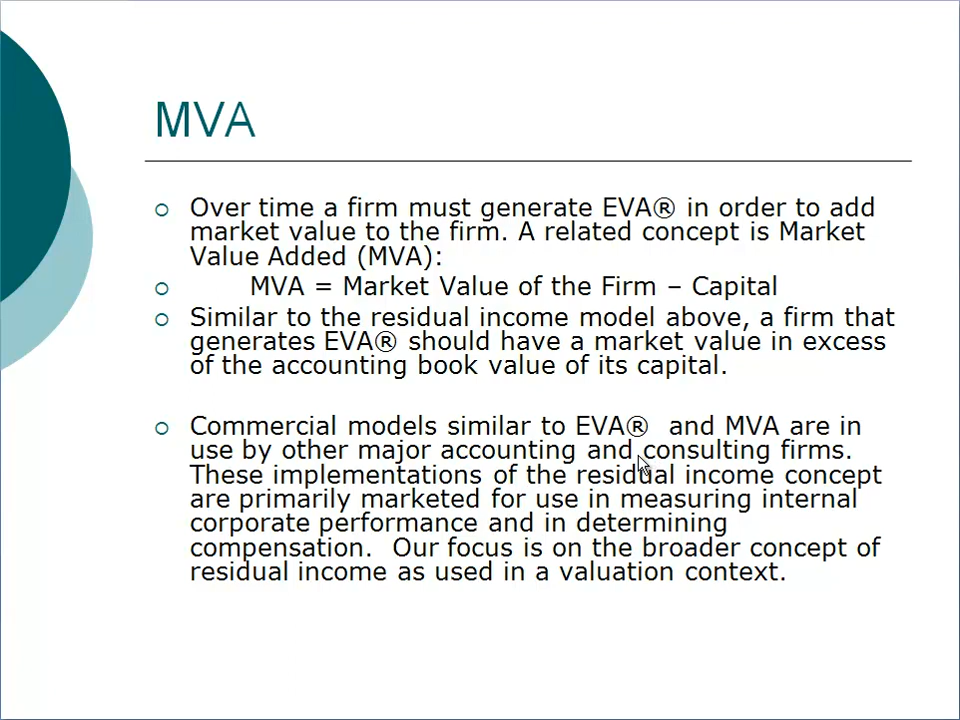 MVA
Over time a firm must generate EVA® in order to add
market value to the firm. A related concept is Market
Value Added (MVA):
MVA = Market Value of the Firm – Capital
Similar to the residual income model above, a firm that
generates EVA® should have a market value in excess
of the accounting book value of its capital.
Commercial models similar to EVA®  and MVA are in
use by other major accounting and consulting firms.
These implementations of the residual income concept
are primarily marketed for use in measuring internal
corporate performance and in determining
compensation.  Our focus is on the broader concept of
residual income as used in a valuation context.